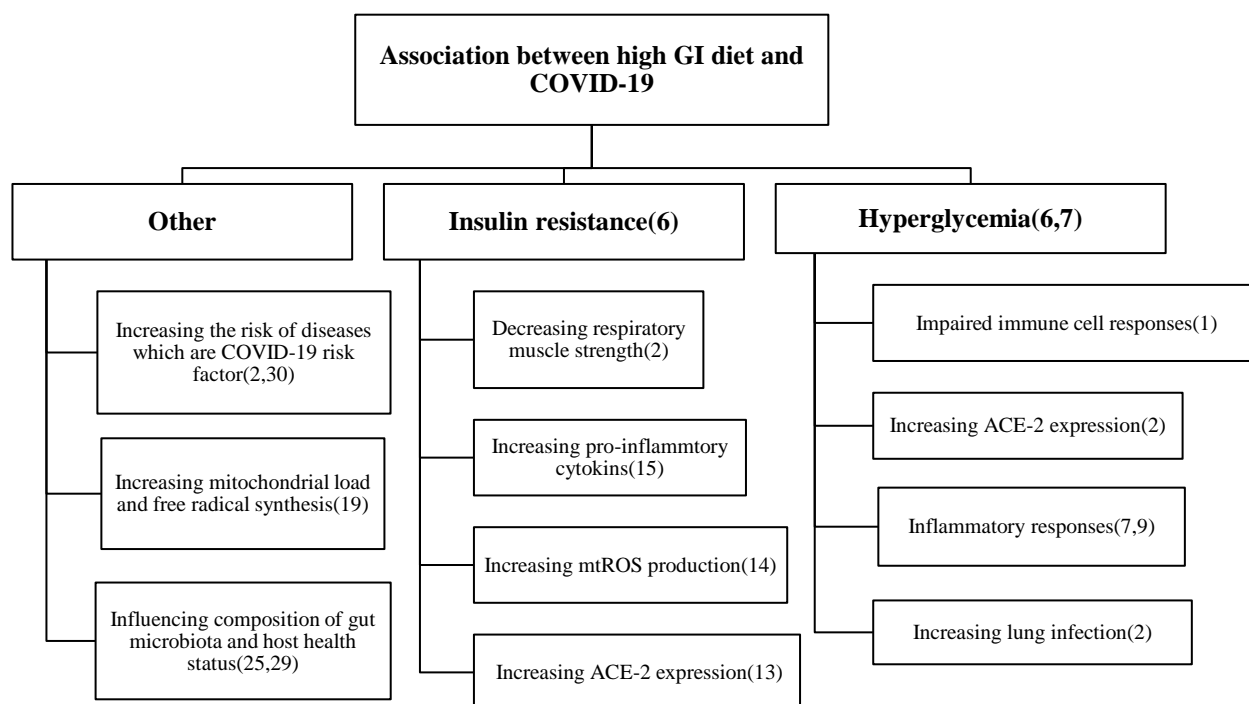 Association between high GI diet and
COVID-19
Other
Increasing the risk of diseases
which are COVID-19 risk
factor(2,30)
Increasing mitochondrial load
and free radical synthesis(19)
Influencing composition of gut
microbiota and host health
status(25,29)
Insulin resistance(6)
Decreasing respiratory
muscle strength(2)
Increasing pro-inflammtory
cytokins(15)
Increasing mtROS production(14)
Increasing ACE-2 expression(13)
Hyperglycemia(6,7)
Impaired immune cell responses(1)
Increasing ACE-2 expression(2)
Inflammatory responses(7,9)
Increasing lung infection(2)